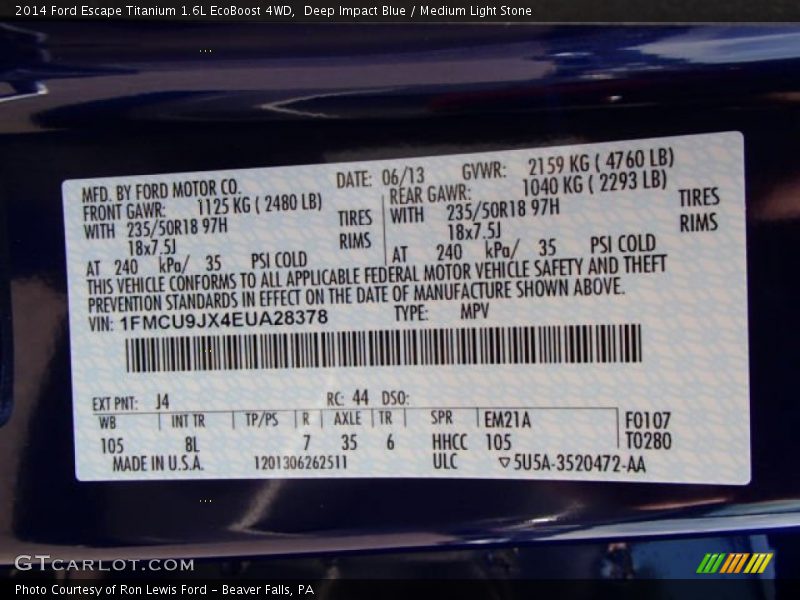 2014 Ford Escape Titanium 1.6L EcoBoost 4WD,  Deep Impact Blue / Medium Light Stone
MFD. BY FORD MOTOR CO. DATE: 06/13 GVWR: 2159 KG ( 4760 LB)
FRONT GAWR: 1125 KG ( 2480 LB) REAR GAWR: 1040 KG ( 2293 LB)
WITH 235/50R18 97H TIRES WITH 235/50R18 97H TIRES
18x7.5J RIMS 18x7.5J RIMS
AT 240 kPa/ 35 PSI COLD AT 240 kPa/ 35 PSI COLD
THIS VEHICLE CONFORMS TO ALL APPLICABLE FEDERAL MOTOR VEHICLE SAFETY AND THEFT
PREVENTION STANDARDS IN EFFECT ON THE DATE OF MANUFACTURE SHOWN ABOVE.
VIN: 1FMCU9JX4EUA28378 TYPE: MPV
EXT PNT: J4 RC: 44 DSO:
WB INT TR TP/PS R AXLE TR SPR EM21A F0107
105 8L 7 35 6 HHCC 105 T0280
MADE IN U.S.A. 1201306262511 ULC ▽5U5A-3520472-AA
GTCARLOT.COM
Photo Courtesy of Ron Lewis Ford - Beaver Falls, PA